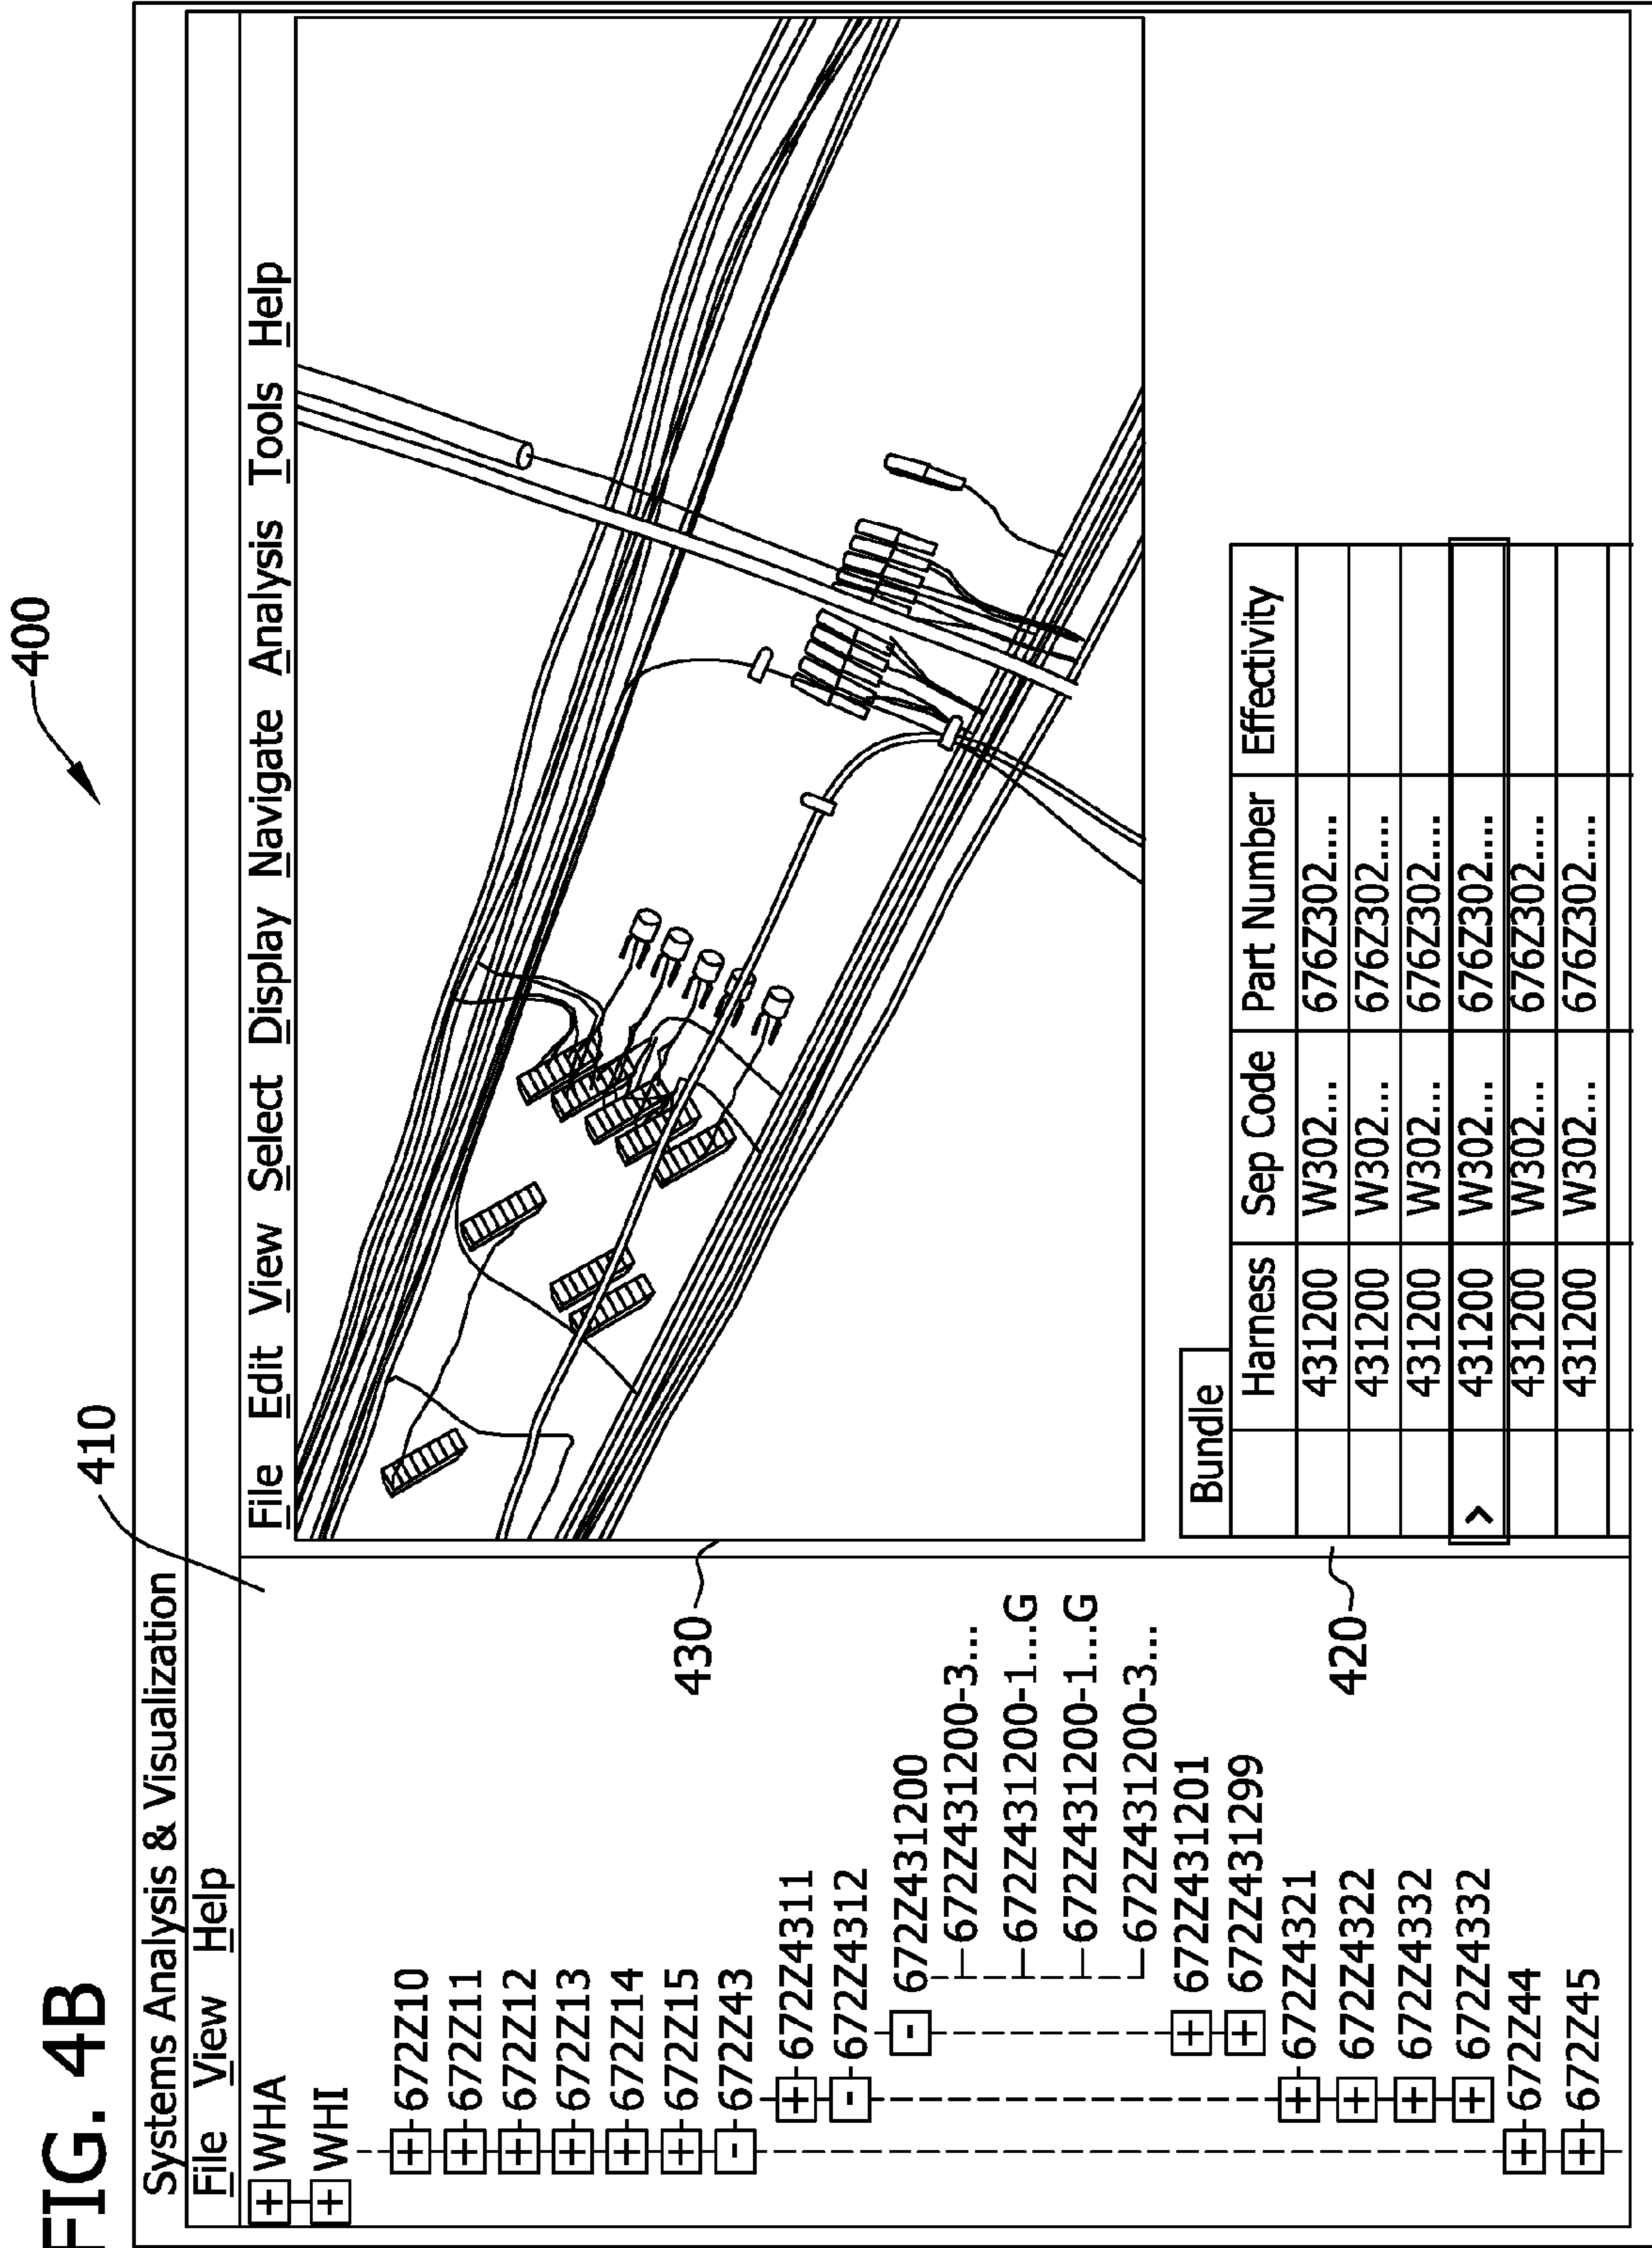 FIG. 4B
400
410
Systems Analysis & Visualization
File View Help
+ WHA
+ WHI
+ 672Z10
+ 672Z11
+ 672Z12
+ 672Z13
+ 672Z14
+ 672Z15
- 672Z43
+ 672Z4311
- 672Z4312
- 672Z431200
672Z431200-3...
672Z431200-1...G
672Z431200-1...G
672Z431200-3...
+ 672Z431201
+ 672Z431299
+ 672Z4321
+ 672Z4322
+ 672Z4332
+ 672Z4332
+ 672Z44
+ 672Z45
File Edit View Select Display Navigate Analysis Tools Help
430
420
Bundle
Harness Sep Code Part Number Effectivity
431200 W302... 676Z302....
431200 W302... 676Z302....
431200 W302... 676Z302....
> 431200 W302... 676Z302....
431200 W302... 676Z302....
431200 W302... 676Z302....